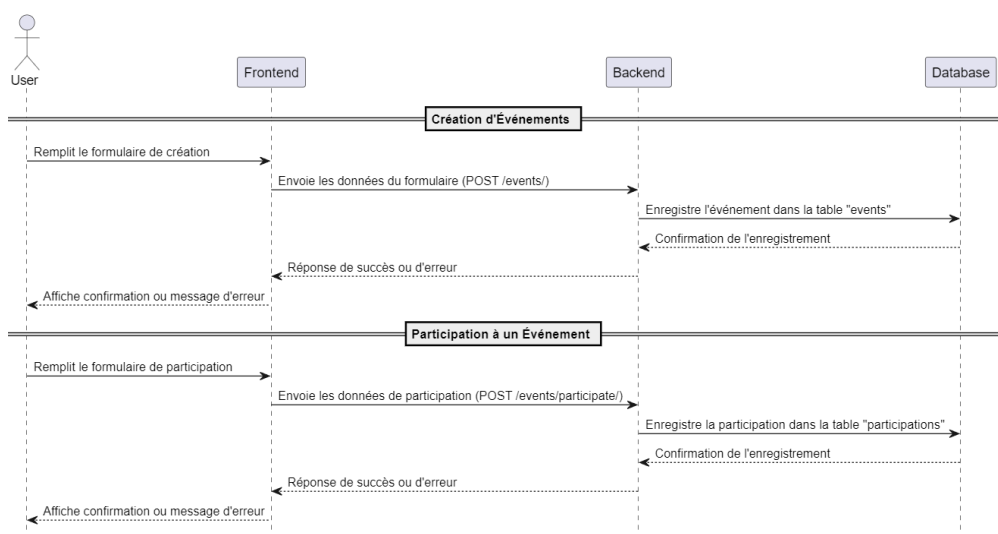 User
Frontend
Backend
Database
Création d'Événements
Remplit le formulaire de création
Envoie les données du formulaire (POST /events/)
Enregistre l'événement dans la table "events"
Confirmation de l'enregistrement
Réponse de succès ou d'erreur
Affiche confirmation ou message d'erreur
Participation à un Événement
Remplit le formulaire de participation
Envoie les données de participation (POST /events/participate/)
Enregistre la participation dans la table "participations"
Confirmation de l'enregistrement
Réponse de succès ou d'erreur
Affiche confirmation ou message d'erreur